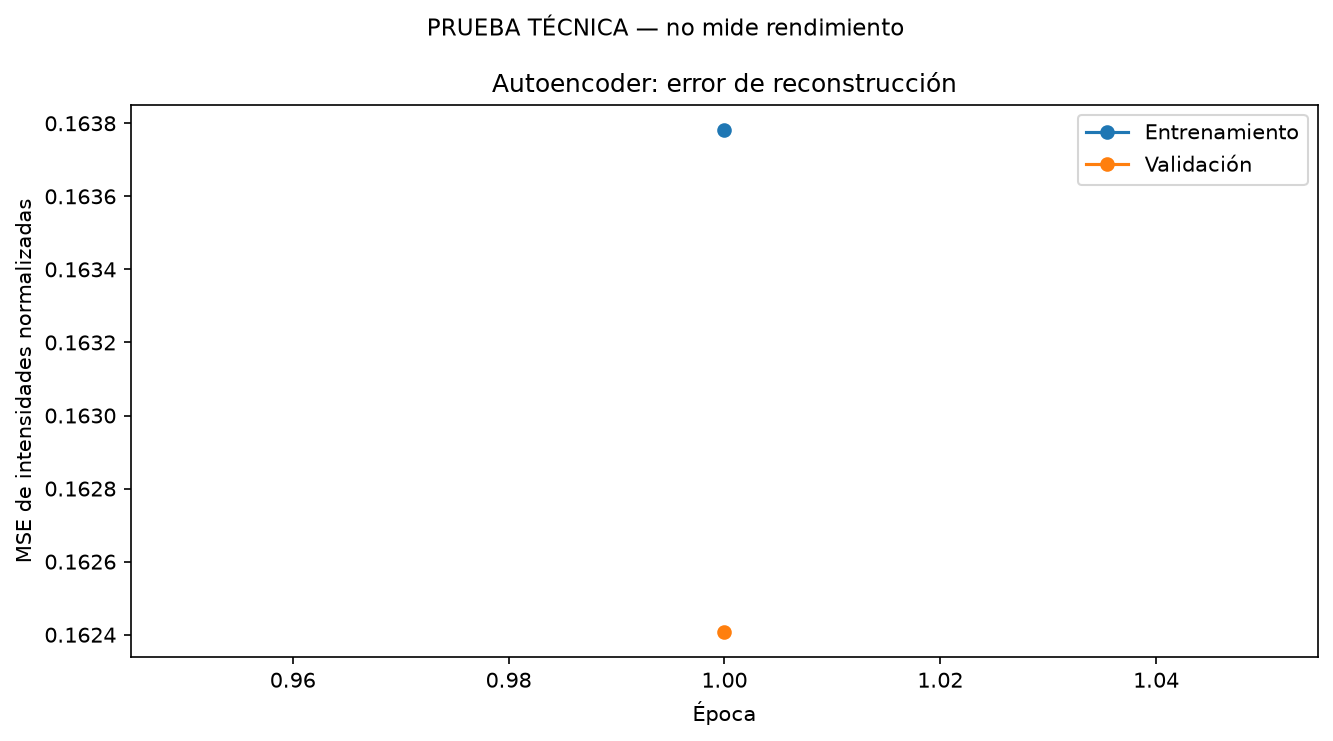 PRUEBA TÉCNICA — no mide rendimiento
Autoencoder: error de reconstrucción
0.1638
0.1636
0.1634
0.1632
0.1630
0.1628
0.1626
0.1624
MSE de intensidades normalizadas
Entrenamiento
Validación
0.96
0.98
1.00
1.02
1.04
Época